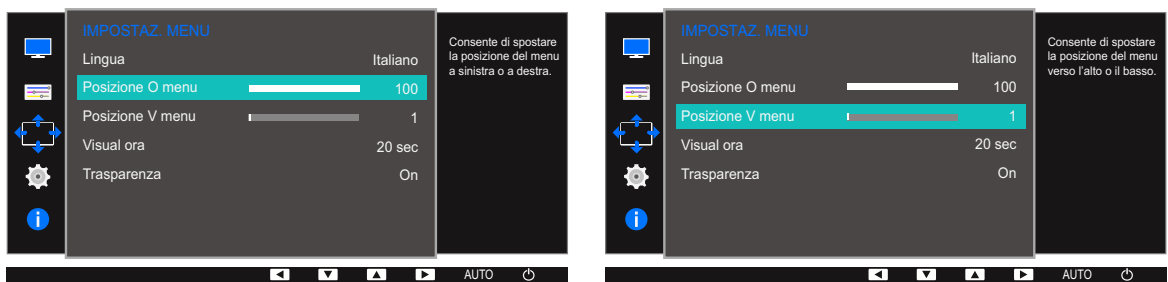 IMPOSTAZ. MENU
Lingua Italiano
Posizione O menu 100
Posizione V menu 1
Visual ora 20 sec
Trasparenza On
Consente di spostare
la posizione del menu
a sinistra o a destra.
AUTO
IMPOSTAZ. MENU
Lingua Italiano
Posizione O menu 100
Posizione V menu 1
Visual ora 20 sec
Trasparenza On
Consente di spostare
la posizione del menu
verso l'alto o il basso.
AUTO